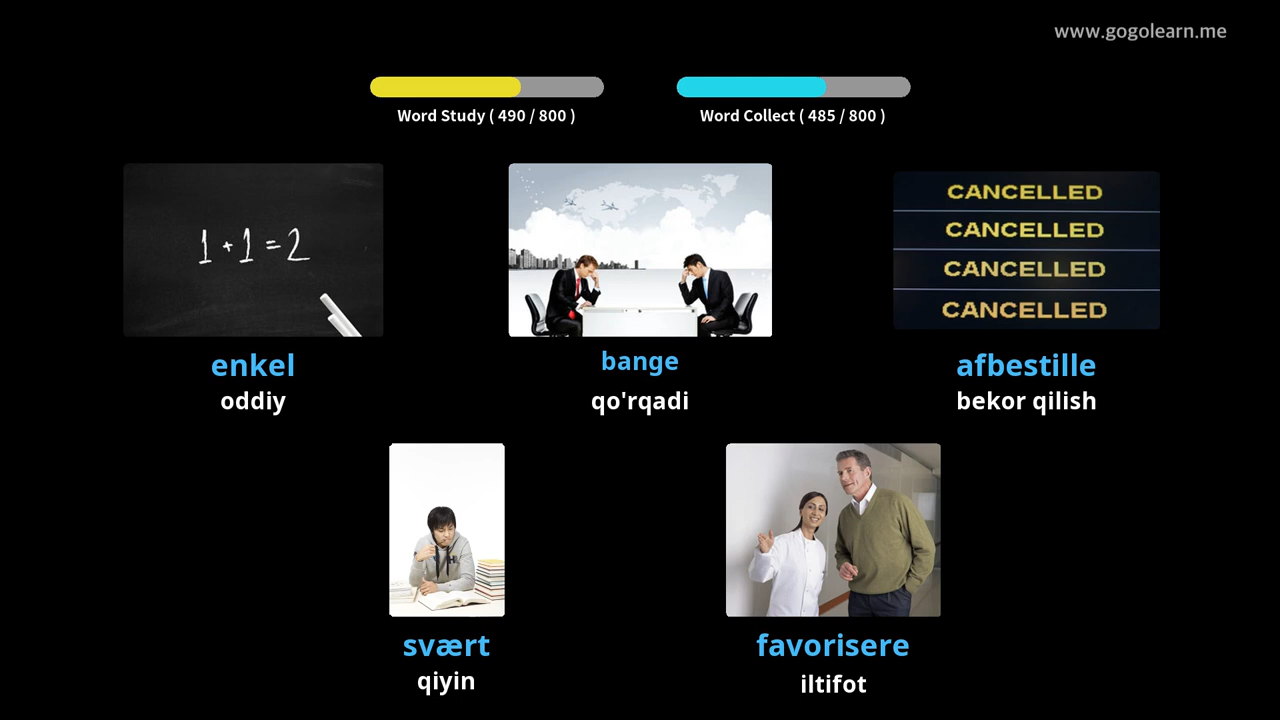 www.gogolearn.me
Word Study ( 490 / 800 )
Word Collect ( 485 / 800 )
1 + 1 = 2
CANCELLED
CANCELLED
CANCELLED
CANCELLED
enkel
oddiy
bange
qo'rqadi
afbestille
bekor qilish
svært
qiyin
favorisere
iltifot